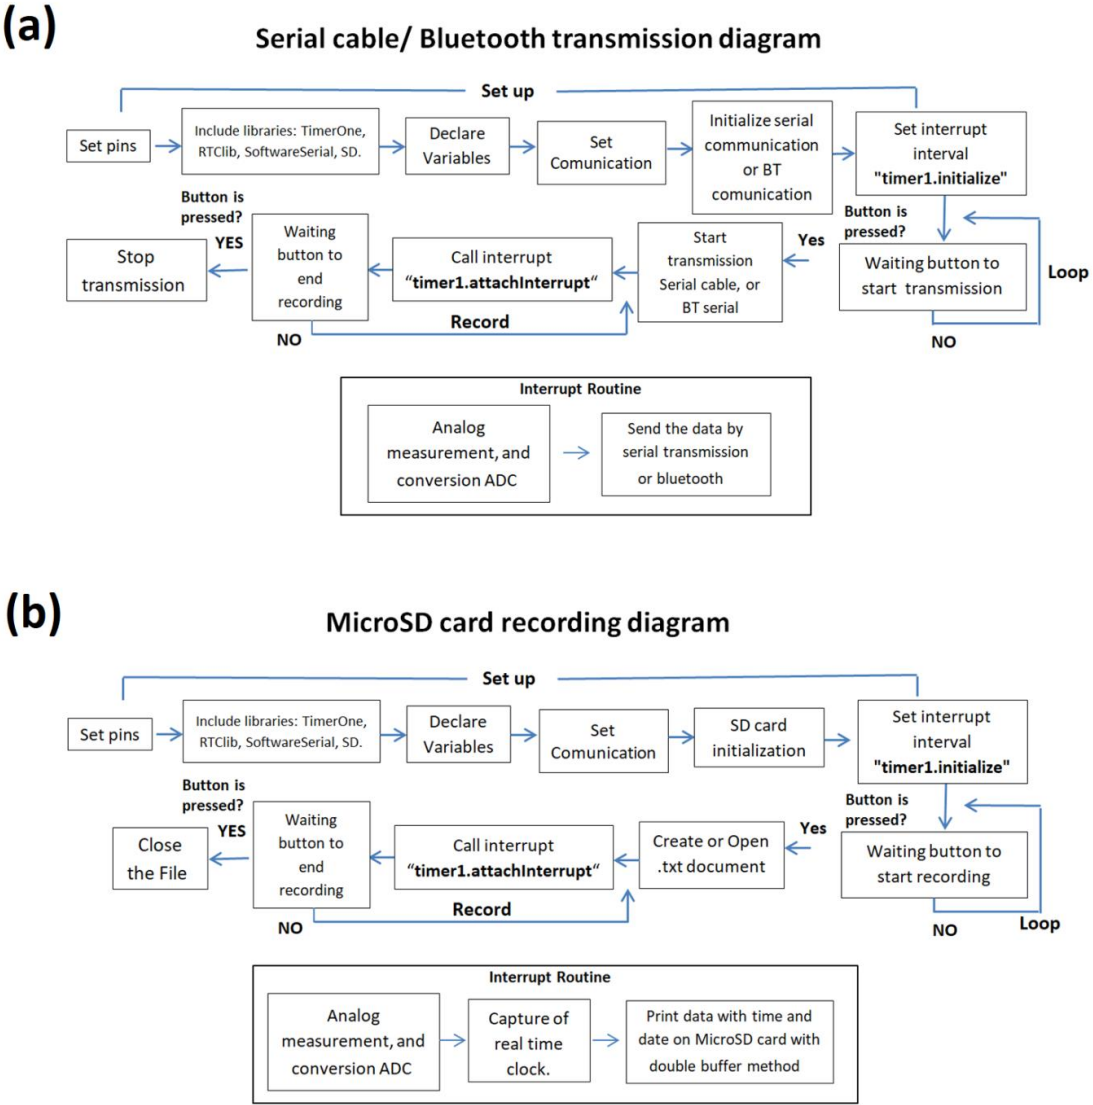 (a)
Serial cable/ Bluetooth transmission diagram
Set up
Set pins
Include libraries: TimerOne,
RTClib, SoftwareSerial, SD.
Declare
Variables
Set
Comunication
Initialize serial
communication
or BT
comunication
Set interrupt
interval
"timer1.initialize"
Button is
pressed?
Waiting button to
start transmission
Loop
NO
Yes
Start
transmission
Serial cable, or
BT serial
Call interrupt
“timer1.attachInterrupt“
Record
Waiting
button to
end
recording
NO
Button is
pressed?
YES
Stop
transmission
Interrupt Routine
Analog
measurement, and
conversion ADC
Send the data by
serial transmission
or bluetooth
(b)
MicroSD card recording diagram
Set up
Set pins
Include libraries: TimerOne,
RTClib, SoftwareSerial, SD.
Declare
Variables
Set
Comunication
SD card
initialization
Set interrupt
interval
"timer1.initialize"
Button is
pressed?
Waiting button to
start recording
Loop
NO
Yes
Create or Open
.txt document
Call interrupt
“timer1.attachInterrupt“
Record
Waiting
button to
end
recording
NO
Button is
pressed?
YES
Close
the File
Interrupt Routine
Analog
measurement, and
conversion ADC
Capture of
real time
clock.
Print data with time and
date on MicroSD card with
double buffer method